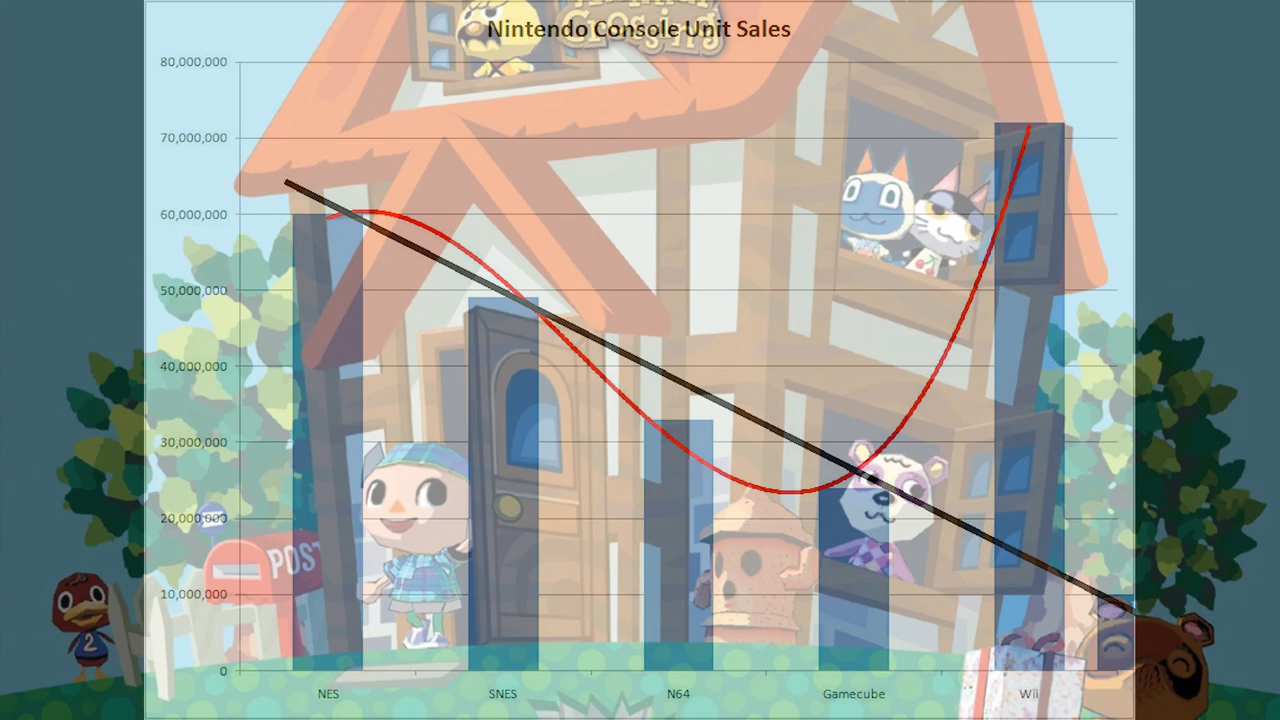 Crossing
Nintendo Console Unit Sales
80,000,000
70,000,000
60,000,000
50,000,000
40,000,000
30,000,000
20,000,000
10,000,000
0
POST
2
NES
SNES
N64
Gamecube
Wii